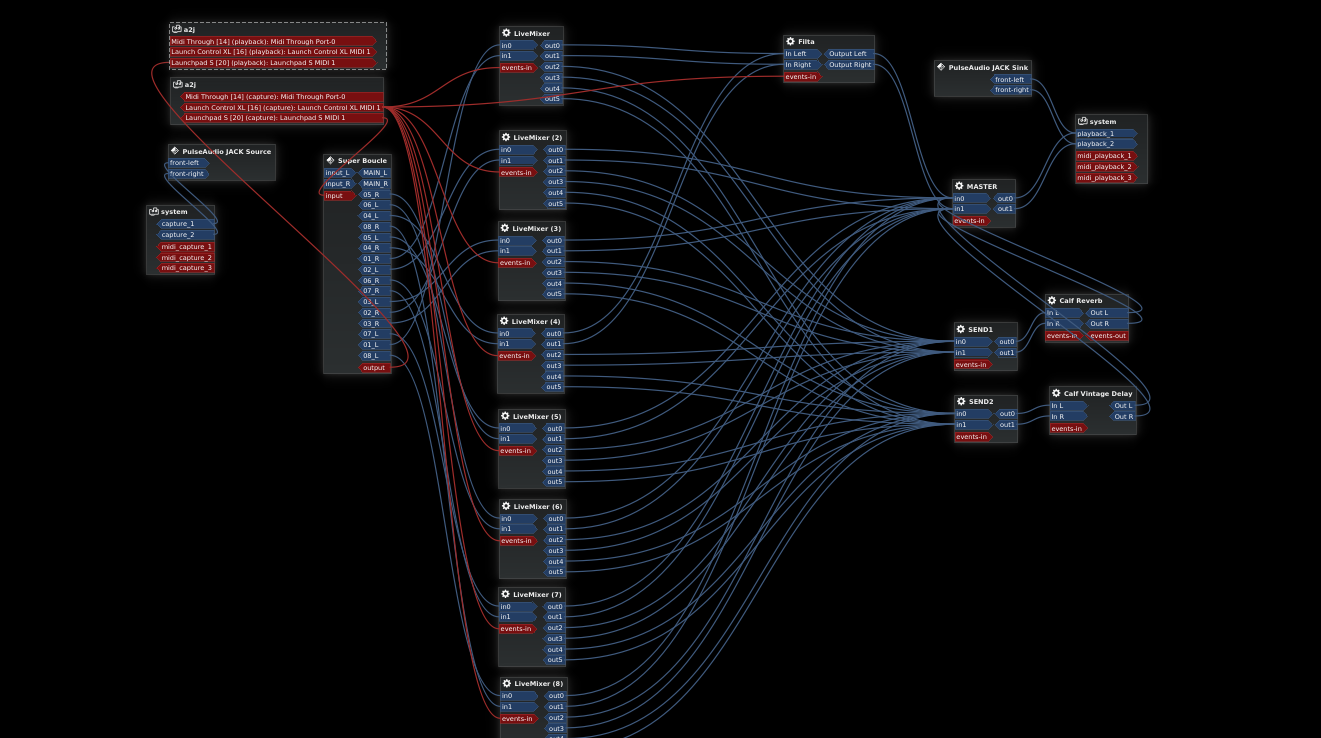 a2j
Midi Through [14] (playback): Midi Through Port-0
Launch Control XL [16] (playback): Launch Control XL MIDI 1
Launchpad S [20] (playback): Launchpad S MIDI 1
a2j
Midi Through [14] (capture): Midi Through Port-0
Launch Control XL [16] (capture): Launch Control XL MIDI 1
Launchpad S [20] (capture): Launchpad S MIDI 1
PulseAudio JACK Source
front-left
front-right
system
capture_1
capture_2
midi_capture_1
midi_capture_2
midi_capture_3
Super Boucle
input_L MAIN_L
input_R MAIN_R
input 05_R
06_L
04_L
08_R
05_L
04_R
01_R
02_L
06_R
07_R
03_L
02_R
03_R
07_L
01_L
08_L
output
LiveMixer
in0 out0
in1 out1
events-in out2
out3
out4
out5
LiveMixer (2)
in0 out0
in1 out1
events-in out2
out3
out4
out5
LiveMixer (3)
in0 out0
in1 out1
events-in out2
out3
out4
out5
LiveMixer (4)
in0 out0
in1 out1
events-in out2
out3
out4
out5
LiveMixer (5)
in0 out0
in1 out1
events-in out2
out3
out4
out5
LiveMixer (6)
in0 out0
in1 out1
events-in out2
out3
out4
out5
LiveMixer (7)
in0 out0
in1 out1
events-in out2
out3
out4
out5
LiveMixer (8)
in0 out0
in1 out1
events-in out2
out3
Filta
In Left Output Left
In Right Output Right
events-in
PulseAudio JACK Sink
front-left
front-right
system
playback_1
playback_2
midi_playback_1
midi_playback_2
midi_playback_3
MASTER
in0 out0
in1 out1
events-in
SEND1
in0 out0
in1 out1
events-in
SEND2
in0 out0
in1 out1
events-in
Calf Reverb
In L Out L
In R Out R
events-in events-out
Calf Vintage Delay
In L Out L
In R Out R
events-in